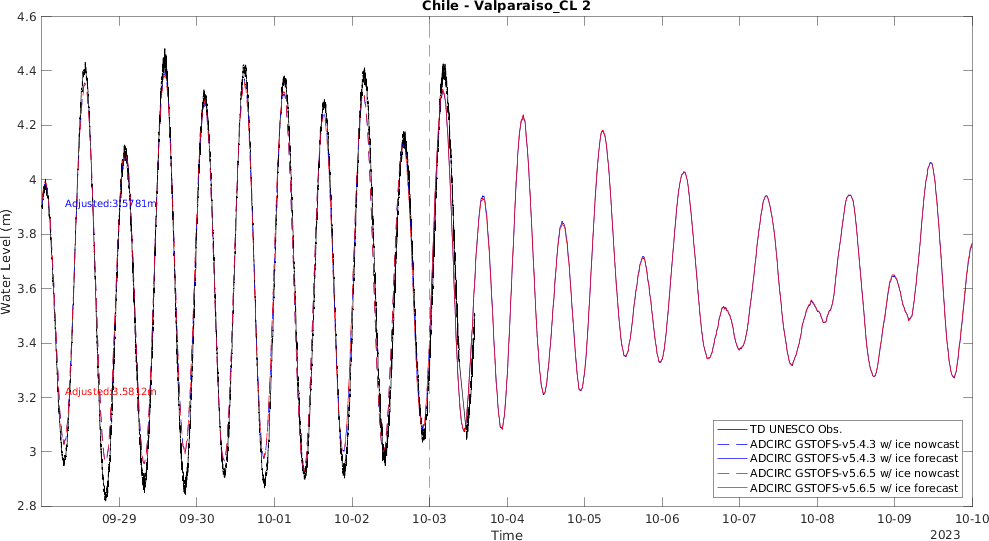 Chile - Valparaiso_CL 2
4.6
4.4
4.2
4
3.8
3.6
3.4
3.2
3
2.8
Water Level (m)
Adjusted:3.5781m
Adjusted:3.5812m
TD UNESCO Obs.
ADCIRC GSTOFS-v5.4.3 w/ ice nowcast
ADCIRC GSTOFS-v5.4.3 w/ ice forecast
ADCIRC GSTOFS-v5.6.5 w/ ice nowcast
ADCIRC GSTOFS-v5.6.5 w/ ice forecast
09-29 09-30 10-01 10-02 10-03 10-04 10-05 10-06 10-07 10-08 10-09 10-10
Time
2023